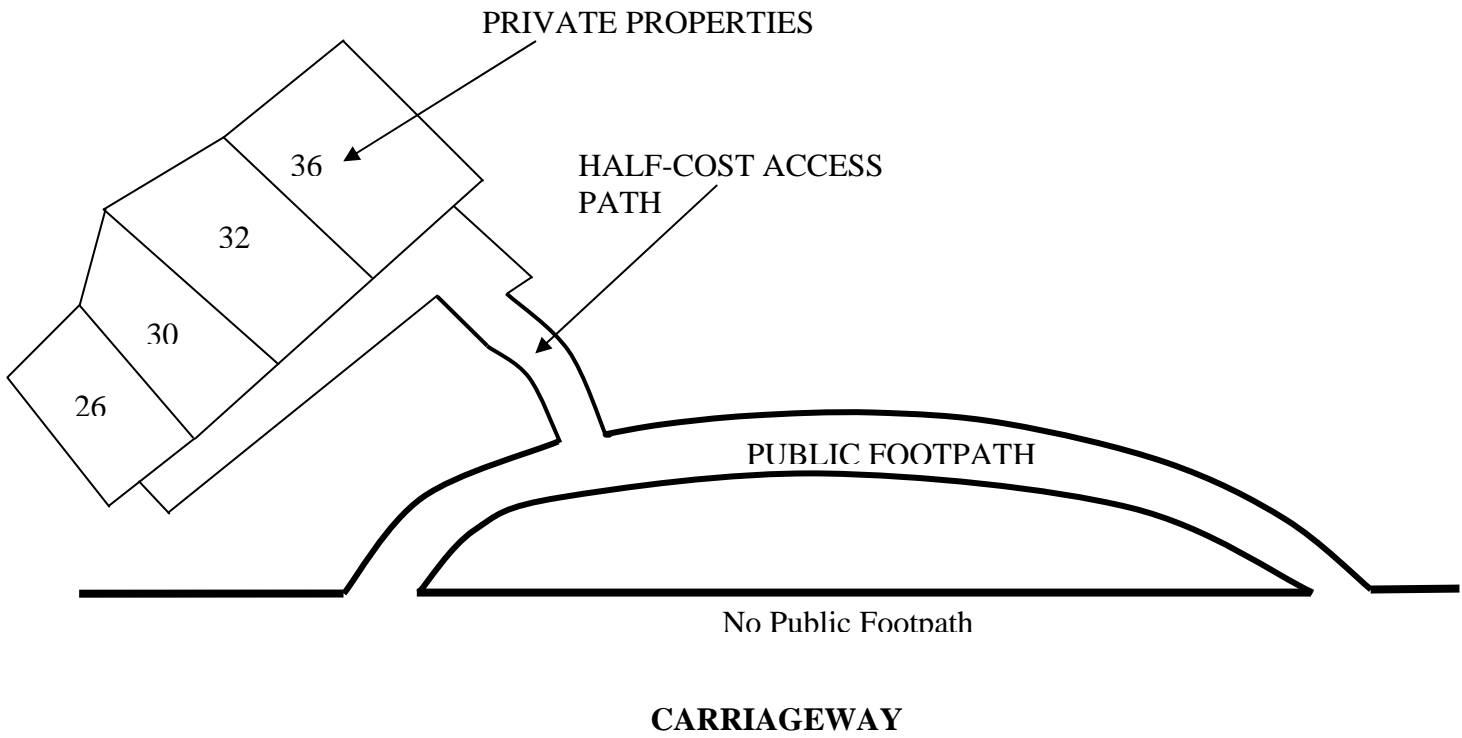 PRIVATE PROPERTIES
36
HALF-COST ACCESS
PATH
32
30
26
PUBLIC FOOTPATH
No Public Footpath
CARRIAGEWAY